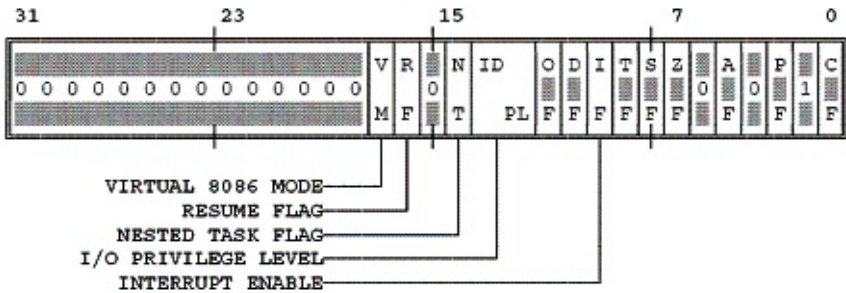 31 23 15 7 0
V R N ID O D I T S Z A P C
0 0 0 0 0 0 0 0 0 0 0 0 0 0 0 0 0 1
M F T PL F F F F F F F F F
VIRTUAL 8086 MODE
RESUME FLAG
NESTED TASK FLAG
I/O PRIVILEGE LEVEL
INTERRUPT ENABLE